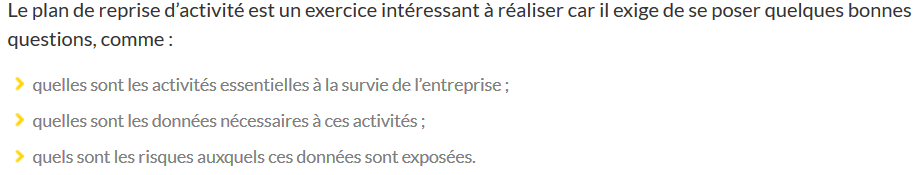 Le plan de reprise d’activité est un exercice intéressant à réaliser car il exige de se poser quelques bonnes
questions, comme :
quelles sont les activités essentielles à la survie de l’entreprise ;
quelles sont les données nécessaires à ces activités ;
quels sont les risques auxquels ces données sont exposées.